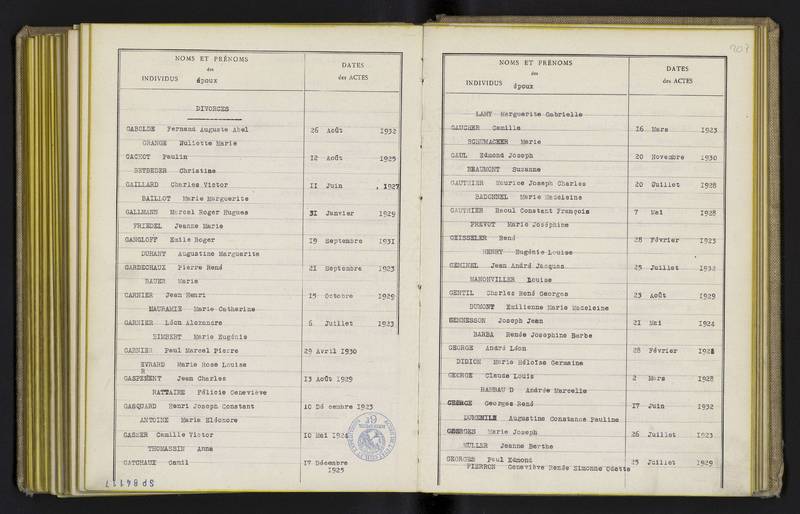 NOMS ET PRÉNOMS
des
INDIVIDUS époux
DATES
des ACTES
DIVORCES
GABOLDE Fernand Auguste Abel 26 Août 1932
GRANGE Juliette Marie
GACHOT Paulin 12 Août 1925
BETBEDER Christine
GAILLARD Charles Victor 11 Juin 1927
BAILLOT Marie Marguerite
GALLMANN Marcel Roger Hugues 31 Janvier 1929
FRIEDEL Jeanne Marie
GANGLOFF Emile Roger 19 Septembre 1931
DUHANT Augustine Marguerite
GARDECHAUX Pierre René 21 Septembre 1923
BAUER Marie
GARNIER Jean Henri 15 Octobre 1929
MAURAMIE Marie Catherine
GARNIER Léon Alexandre 6 Juillet 1923
HIMBERT Marie Eugénie
GARNIER Paul Marcel Pierre 29 Avril 1930
EVRARD Marie Rose Louise
GASPERMENT Jean Charles 13 Août 1929
RATTAIRE Félicie Geneviève
GASQUARD Henri Joseph Constant 10 Décembre 1923
ANTOINE Marie Eléonore
GASSER Camille Victor 10 Mai 1924
THOMASSIN Anna
GATCHAUX Camil 17 Décembre
1925
207
NOMS ET PRÉNOMS
des
INDIVIDUS époux
DATES
des ACTES
LAMY Marguerite Gabrielle
GAUCHER Camille 16 Mars 1923
SCHUMACKER Marie
GAUL Edmond Joseph 20 Novembre 1930
BEAUMONT Suzanne
GAUTHIER Maurice Joseph Charles 20 Juillet 1928
BADONNEL Marie Madeleine
GAUTHIER Raoul Constant François 7 Mai 1928
PREVOT Marie Joséphine
GEISSELER René 28 Février 1923
HENRY Eugénie Louise
GEMINEL Jean André Jacques 25 Juillet 1932
MANONVILLER Louise
GENTIL Charles René Georges 23 Août 1929
DUMONT Emilienne Marie Madeleine
GENNESSON Joseph Jean 21 Mai 1924
BARBA Renée Josephine Barbe
GEORGE André Léon 28 Février 1928
DIDION Marie Héloïse Germaine
GEORGE Claude Louis 2 Mars 1928
RAMBAUD Andrée Marcelle
GEORGE Georges René 17 Juin 1932
DUMENILE Augustine Constance Pauline
GEORGES Marie Joseph 26 Juillet 1923
MULLER Jeanne Berthe
GEORGES Paul Edmond 25 Juillet 1929
PIERRON Geneviève Renée Simonne Odette